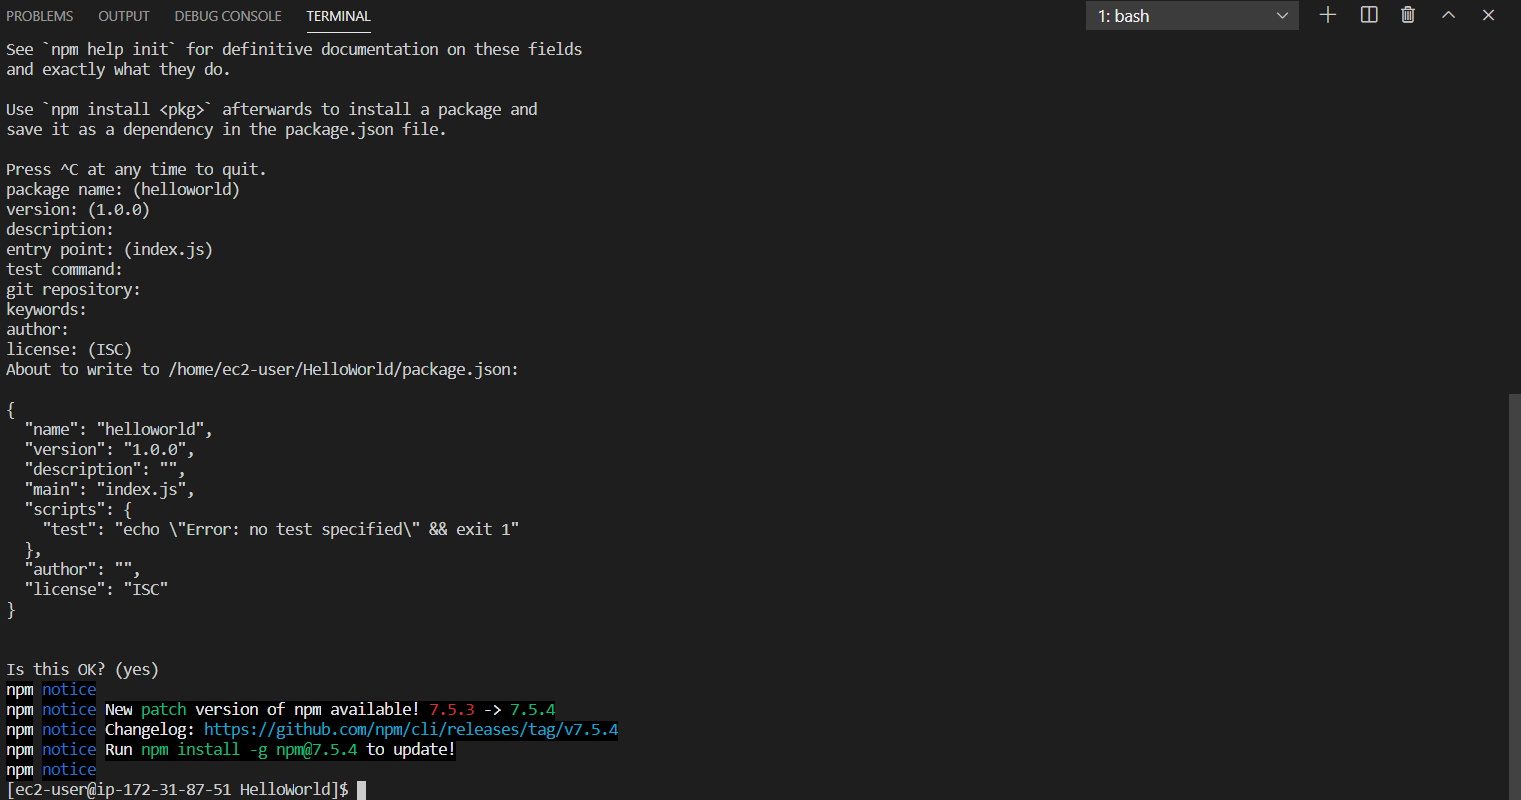 PROBLEMS OUTPUT DEBUG CONSOLE TERMINAL 1: bash
See `npm help init` for definitive documentation on these fields
and exactly what they do.
Use `npm install <pkg>` afterwards to install a package and
save it as a dependency in the package.json file.
Press ^C at any time to quit.
package name: (helloworld)
version: (1.0.0)
description:
entry point: (index.js)
test command:
git repository:
keywords:
author:
license: (ISC)
About to write to /home/ec2-user/HelloWorld/package.json:
{
  "name": "helloworld",
  "version": "1.0.0",
  "description": "",
  "main": "index.js",
  "scripts": {
    "test": "echo \"Error: no test specified\" && exit 1"
  },
  "author": "",
  "license": "ISC"
}
Is this OK? (yes)
npm notice
npm notice New patch version of npm available! 7.5.3 -> 7.5.4
npm notice Changelog: https://github.com/npm/cli/releases/tag/v7.5.4
npm notice Run npm install -g npm@7.5.4 to update!
npm notice
[ec2-user@ip-172-31-87-51 HelloWorld]$